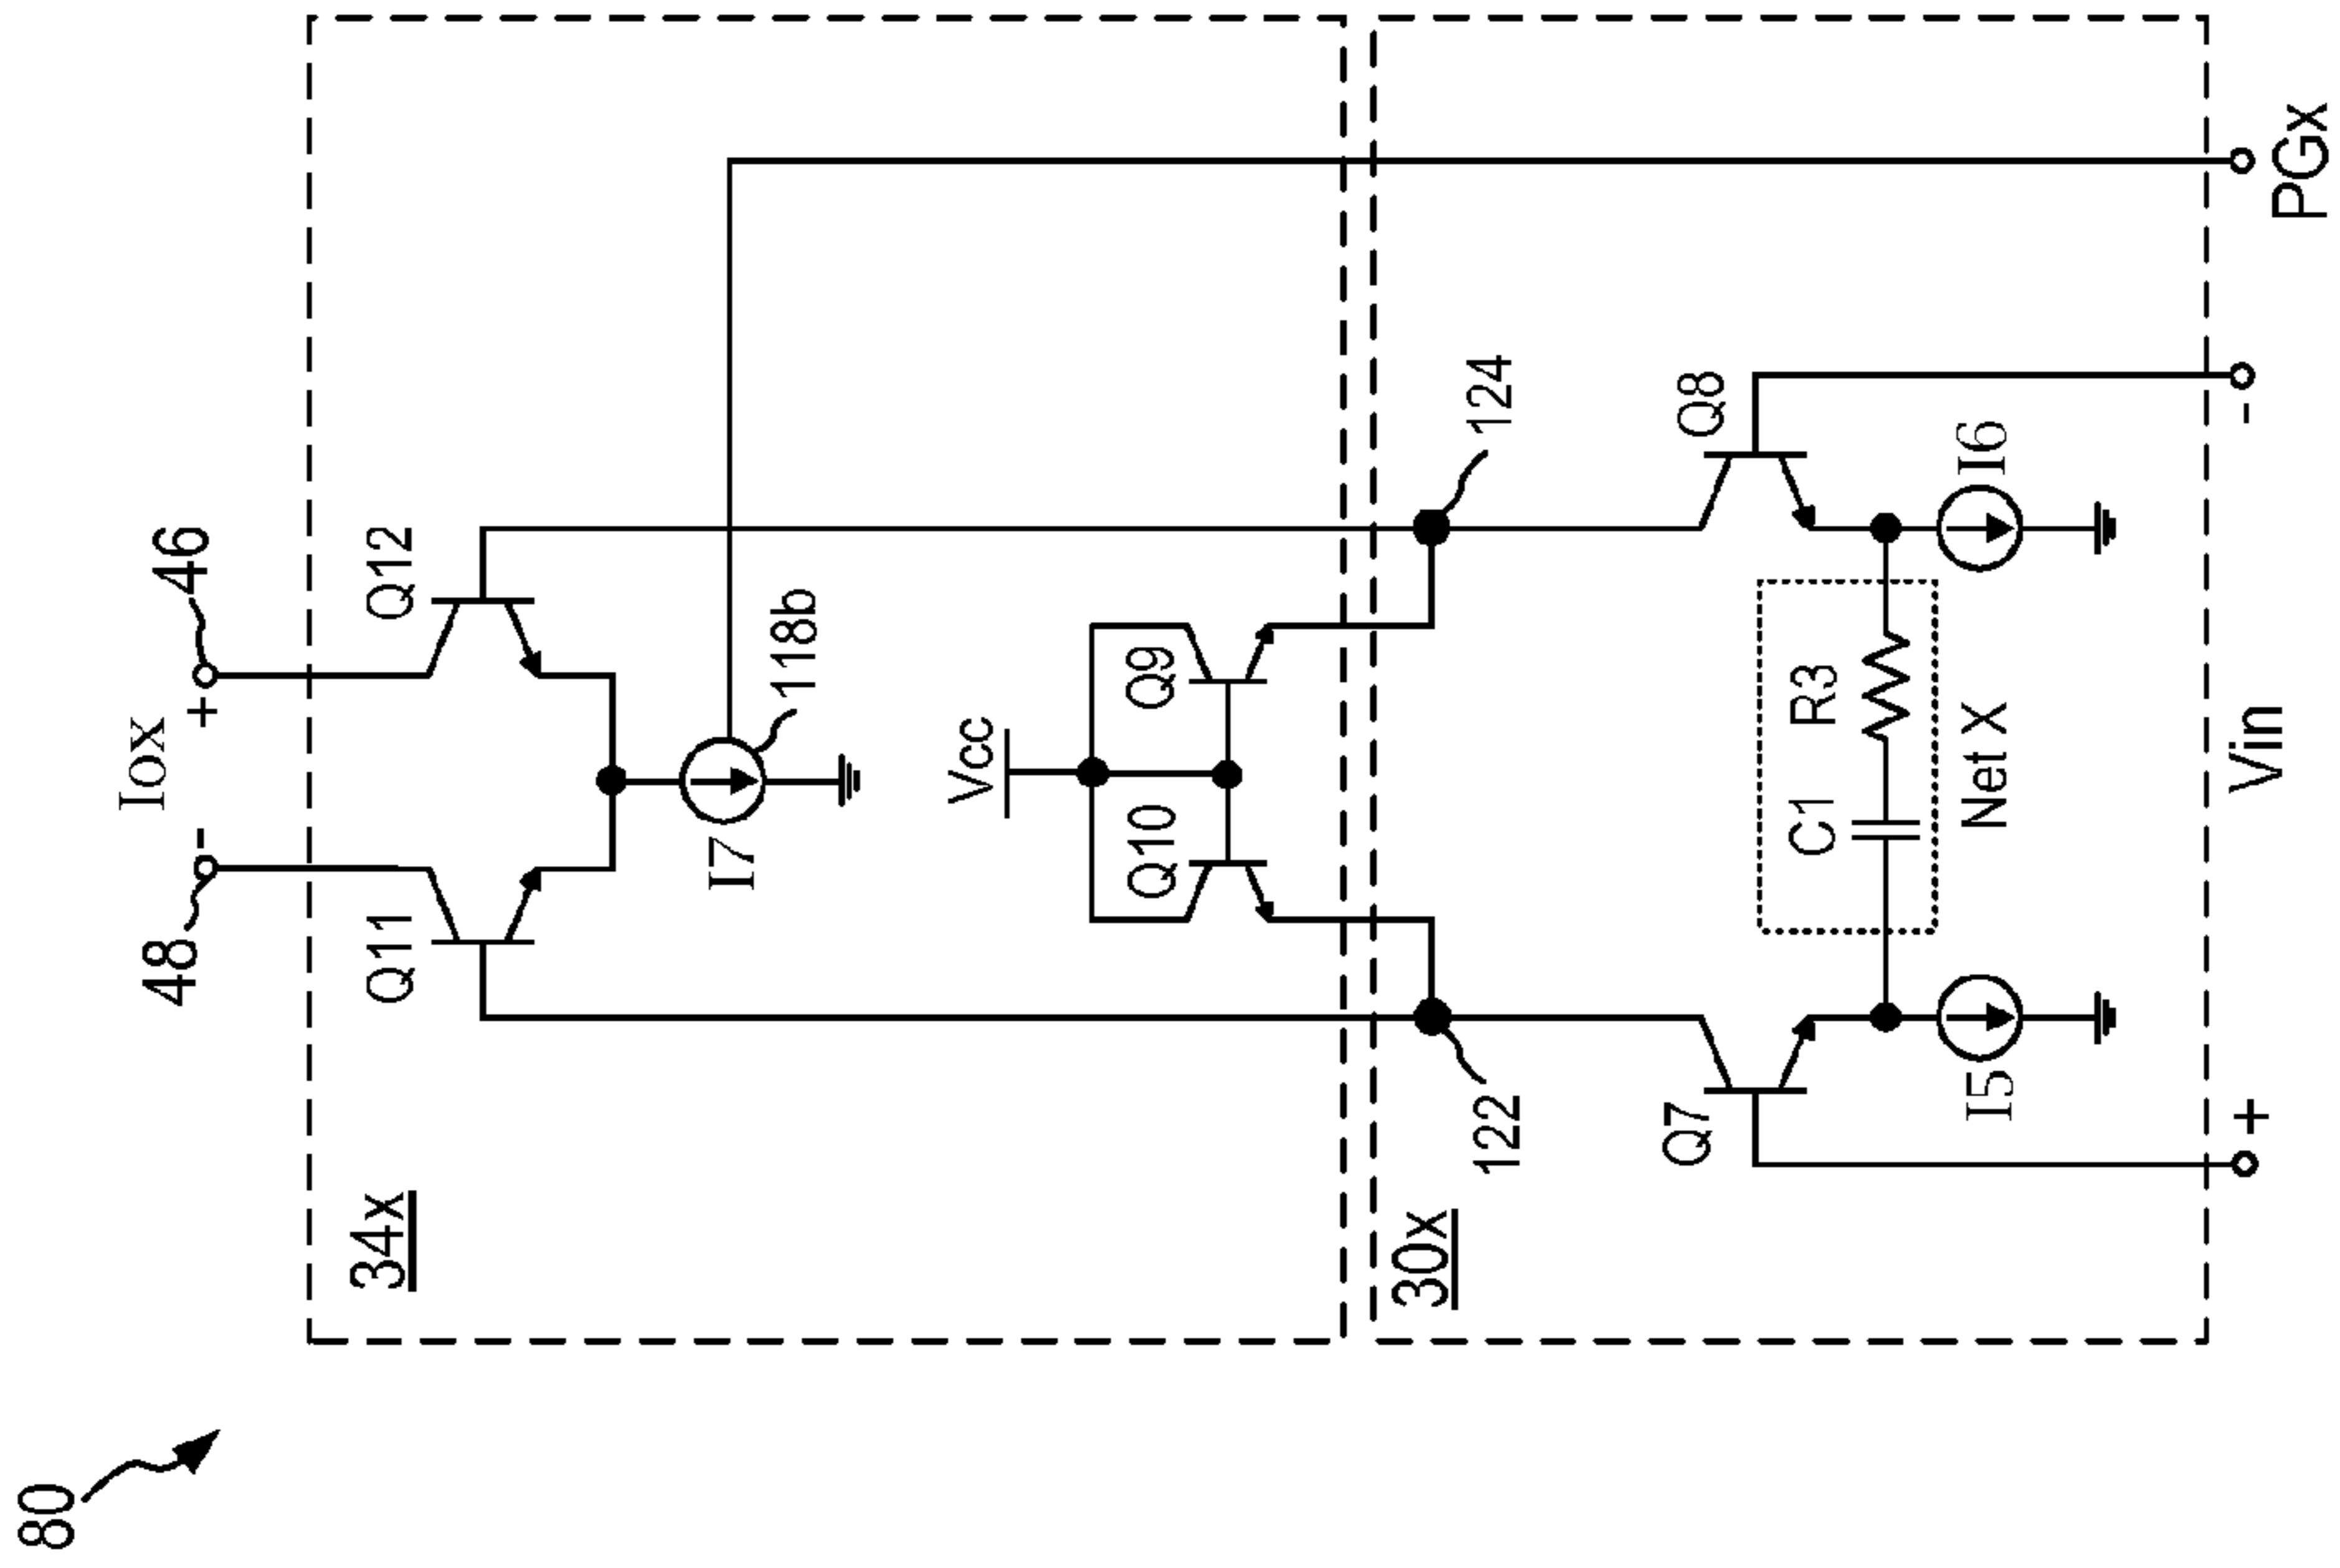 80
48
46
-
Iox
+
Q11
Q12
34x
I7
118b
Vcc
Q10
Q9
30x
122
124
Q7
Q8
C1
R3
Net X
I5
I6
+
Vin
-
PGx